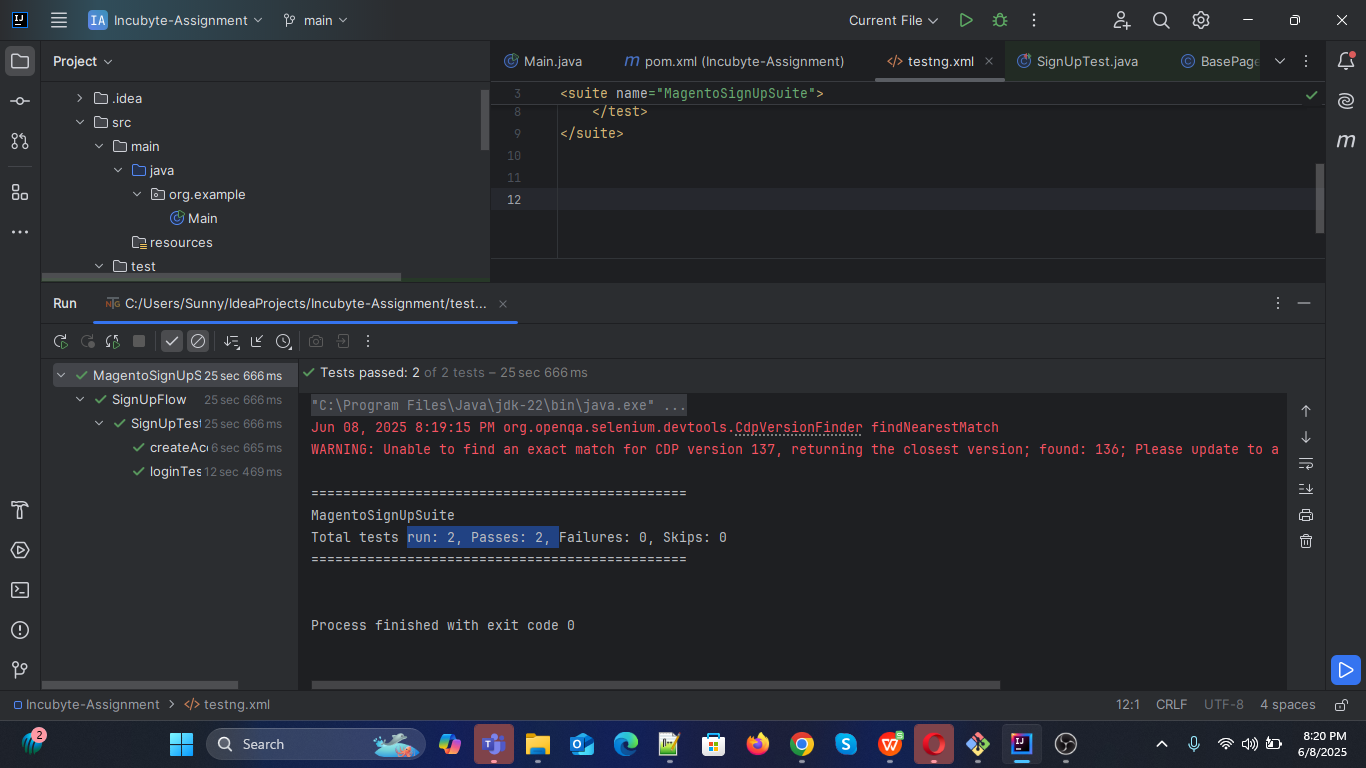 IA Incubyte-Assignment main Current File
Project
Main.java pom.xml (Incubyte-Assignment) testng.xml SignUpTest.java BasePage
.idea
src
main
java
org.example
Main
resources
test
3 <suite name="MagentoSignUpSuite">
8 </test>
9 </suite>
10
11
12
Run C:/Users/Sunny/IdeaProjects/Incubyte-Assignment/test...
MagentoSignUpS 25 sec 666 ms
SignUpFlow 25 sec 666 ms
SignUpTest 25 sec 666 ms
createAcc 6 sec 665 ms
loginTes 12 sec 469 ms
Tests passed: 2 of 2 tests – 25 sec 666 ms
"C:\Program Files\Java\jdk-22\bin\java.exe" ...
Jun 08, 2025 8:19:15 PM org.openqa.selenium.devtools.CdpVersionFinder findNearestMatch
WARNING: Unable to find an exact match for CDP version 137, returning the closest version; found: 136; Please update to a
===============================================
MagentoSignUpSuite
Total tests run: 2, Passes: 2, Failures: 0, Skips: 0
===============================================
Process finished with exit code 0
Incubyte-Assignment testng.xml 12:1 CRLF UTF-8 4 spaces
2 Search 8:20 PM
6/8/2025